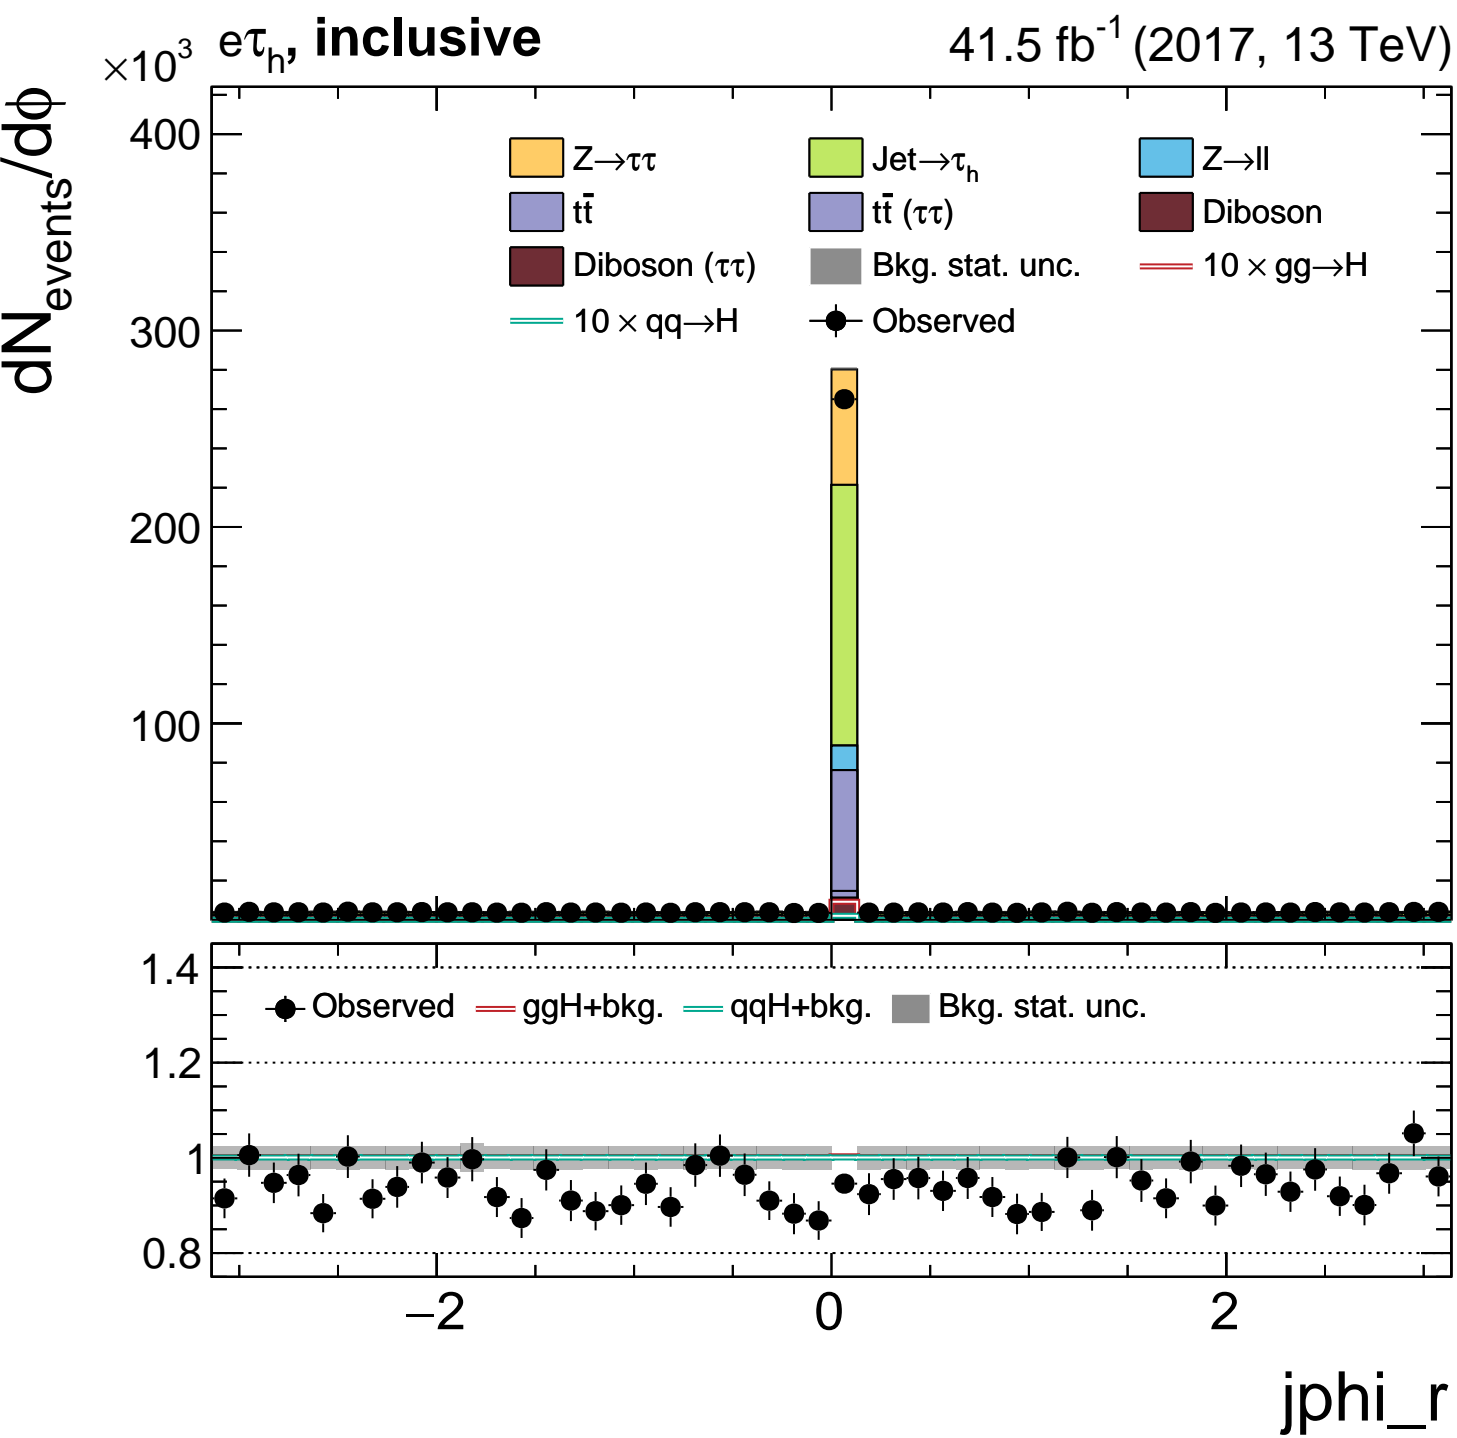 ×10³ eτh, inclusive 41.5 fb⁻¹ (2017, 13 TeV)
dNevents/dϕ
400
300
200
100
Z→ττ Jet→τh Z→ll
tt̄ tt̄ (ττ) Diboson
Diboson (ττ) Bkg. stat. unc. 10 × gg→H
10 × qq→H Observed
1.4
1.2
1
0.8
Observed ggH+bkg. qqH+bkg. Bkg. stat. unc.
−2 0 2
jphi_r